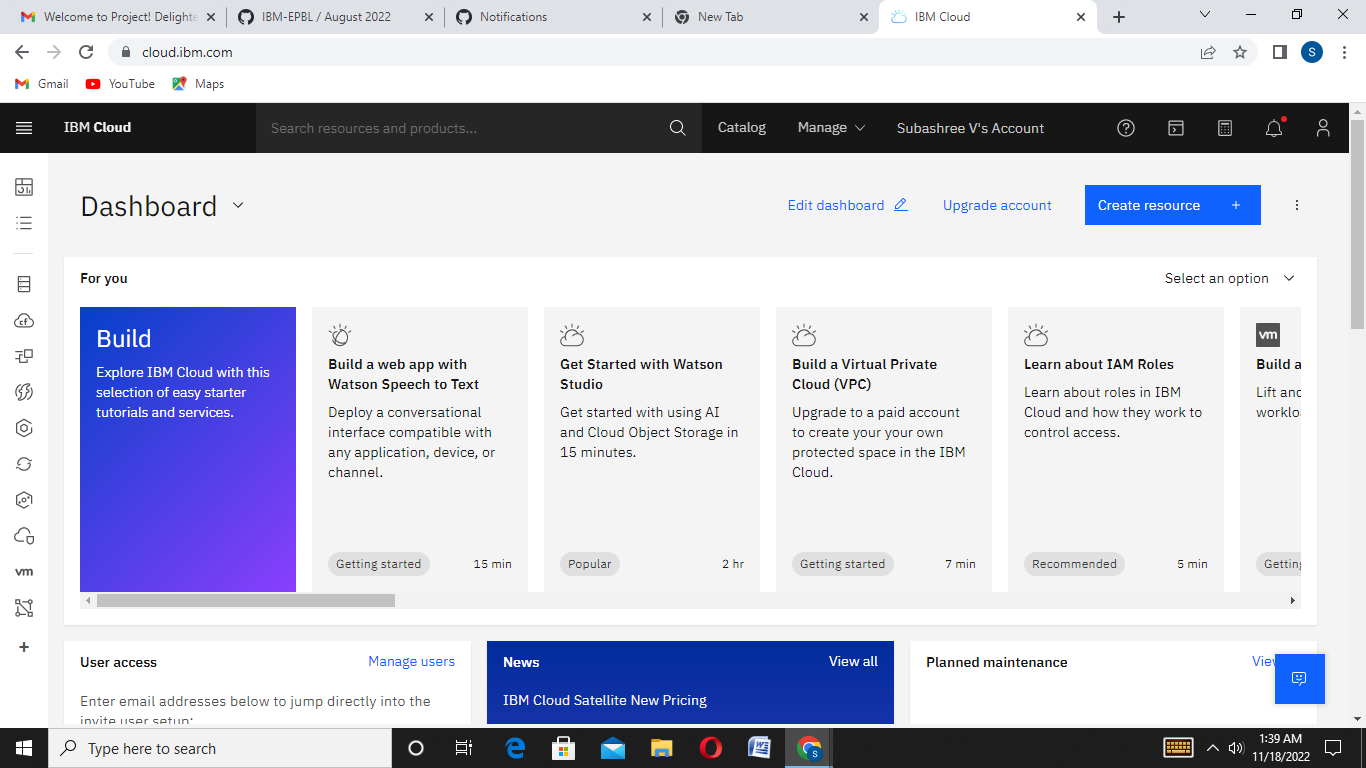 Welcome to Project! Delighte
IBM-EPBL / August 2022
Notifications
New Tab
IBM Cloud
cloud.ibm.com
S
Gmail
YouTube
Maps
IBM Cloud
Search resources and products...
Catalog
Manage
Subashree V's Account
Dashboard
Edit dashboard
Upgrade account
Create resource +
For you
Select an option
Build
Explore IBM Cloud with this
selection of easy starter
tutorials and services.
Build a web app with
Watson Speech to Text
Deploy a conversational
interface compatible with
any application, device, or
channel.
Getting started
15 min
Get Started with Watson
Studio
Get started with using AI
and Cloud Object Storage in
15 minutes.
Popular
2 hr
Build a Virtual Private
Cloud (VPC)
Upgrade to a paid account
to create your your own
protected space in the IBM
Cloud.
Getting started
7 min
Learn about IAM Roles
Learn about roles in IBM
Cloud and how they work to
control access.
Recommended
5 min
vm
Build a
Lift and
worklo
Getting
cf
vm
User access
Manage users
Enter email addresses below to jump directly into the
invite user setup:
News
View all
IBM Cloud Satellite New Pricing
Planned maintenance
View
Type here to search
S
1:39 AM
11/18/2022